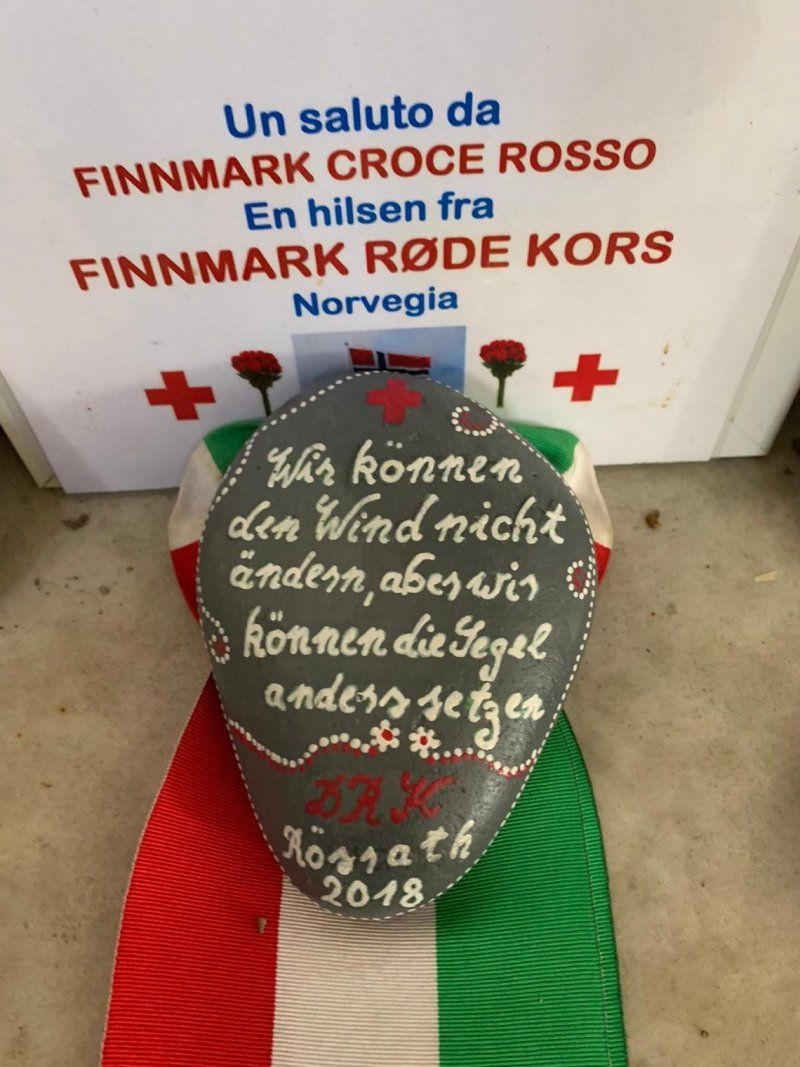 Un saluto da
FINNMARK CROCE ROSSO
En hilsen fra
FINNMARK RØDE KORS
Norvegia
Wir können
den Wind nicht
ändern, aber wir
können die Segel
anders setzen
DRK
Rösrath
2018